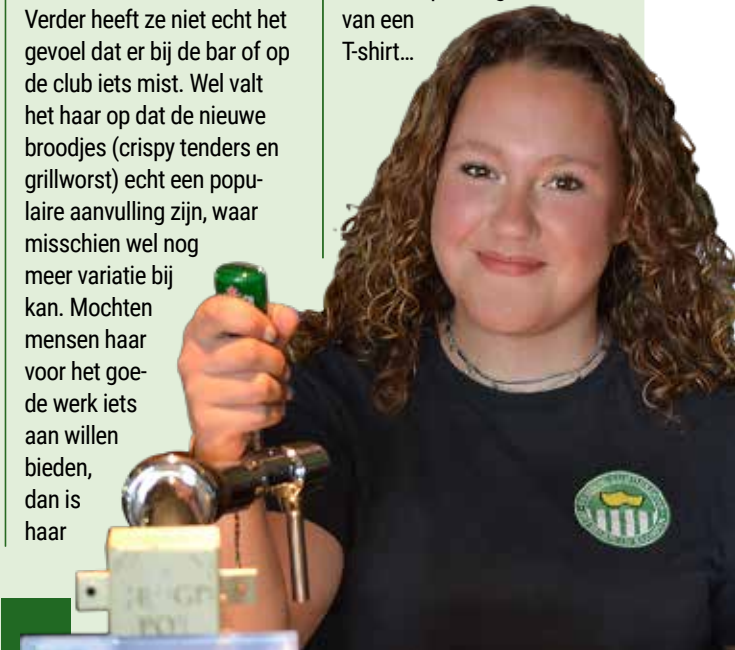 Verder heeft ze niet echt het
gevoel dat er bij de bar of op
de club iets mist. Wel valt
het haar op dat de nieuwe
broodjes (crispy tenders en
grillworst) echt een popu-
laire aanvulling zijn, waar
misschien wel nog
meer variatie bij
kan. Mochten
mensen haar
voor het goe-
de werk iets
aan willen
bieden,
dan is
haar
van een
T-shirt...